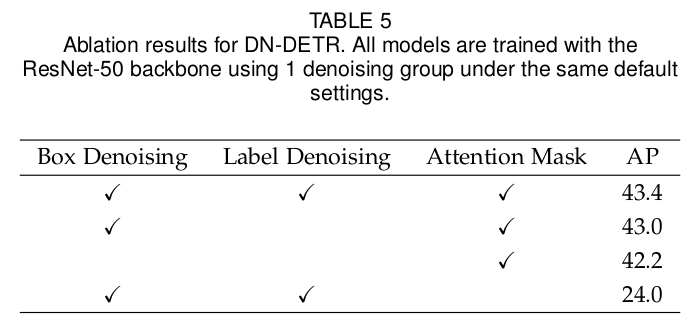 TABLE 5
Ablation results for DN-DETR. All models are trained with the
ResNet-50 backbone using 1 denoising group under the same default
settings.
Box Denoising Label Denoising Attention Mask AP
✓ ✓ ✓ 43.4
✓ ✓ 43.0
✓ 42.2
✓ ✓ 24.0